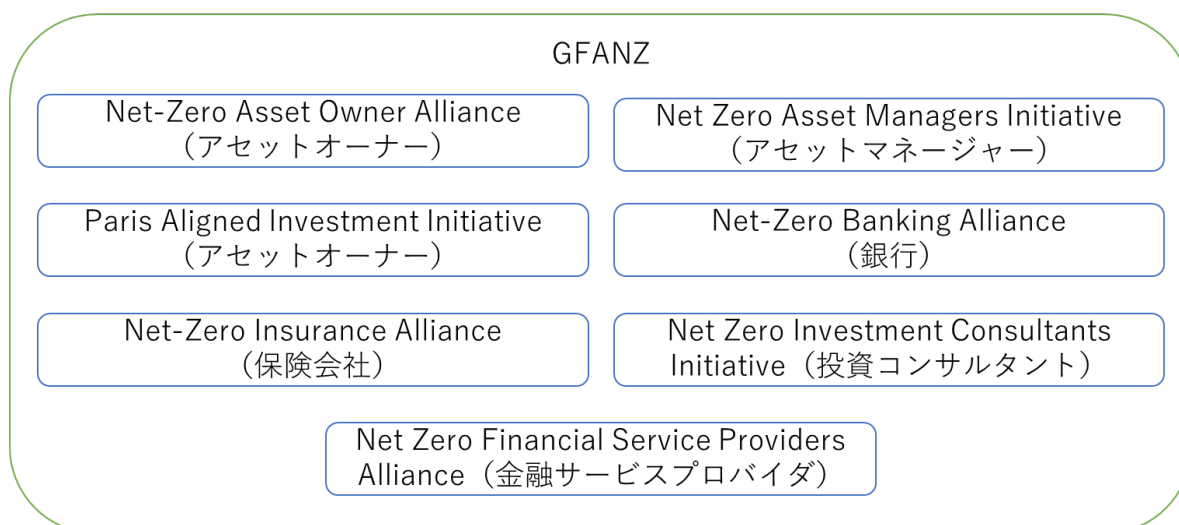 GFANZ
Net-Zero Asset Owner Alliance
（アセットオーナー）
Net Zero Asset Managers Initiative
（アセットマネージャー）
Paris Aligned Investment Initiative
（アセットオーナー）
Net-Zero Banking Alliance
（銀行）
Net-Zero Insurance Alliance
（保険会社）
Net Zero Investment Consultants
Initiative（投資コンサルタント）
Net Zero Financial Service Providers
Alliance（金融サービスプロバイダ）